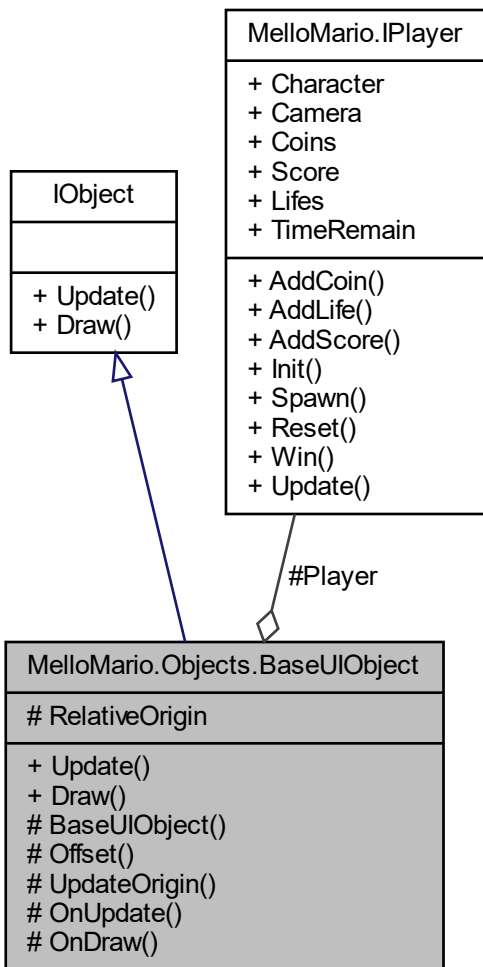 MelloMario.IPlayer
+ Character
+ Camera
+ Coins
+ Score
+ Lifes
+ TimeRemain
+ AddCoin()
+ AddLife()
+ AddScore()
+ Init()
+ Spawn()
+ Reset()
+ Win()
+ Update()
IObject
+ Update()
+ Draw()
#Player
MelloMario.Objects.BaseUIObject
# RelativeOrigin
+ Update()
+ Draw()
# BaseUIObject()
# Offset()
# UpdateOrigin()
# OnUpdate()
# OnDraw()